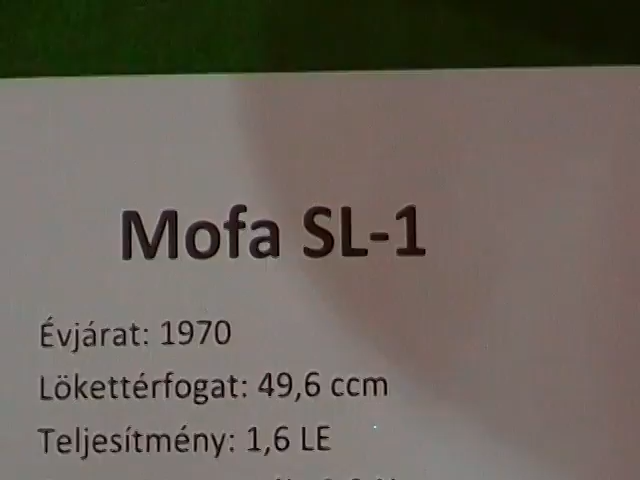 Mofa SL-1
Évjárat: 1970
Lökettérfogat: 49,6 ccm
Teljesítmény: 1,6 LE